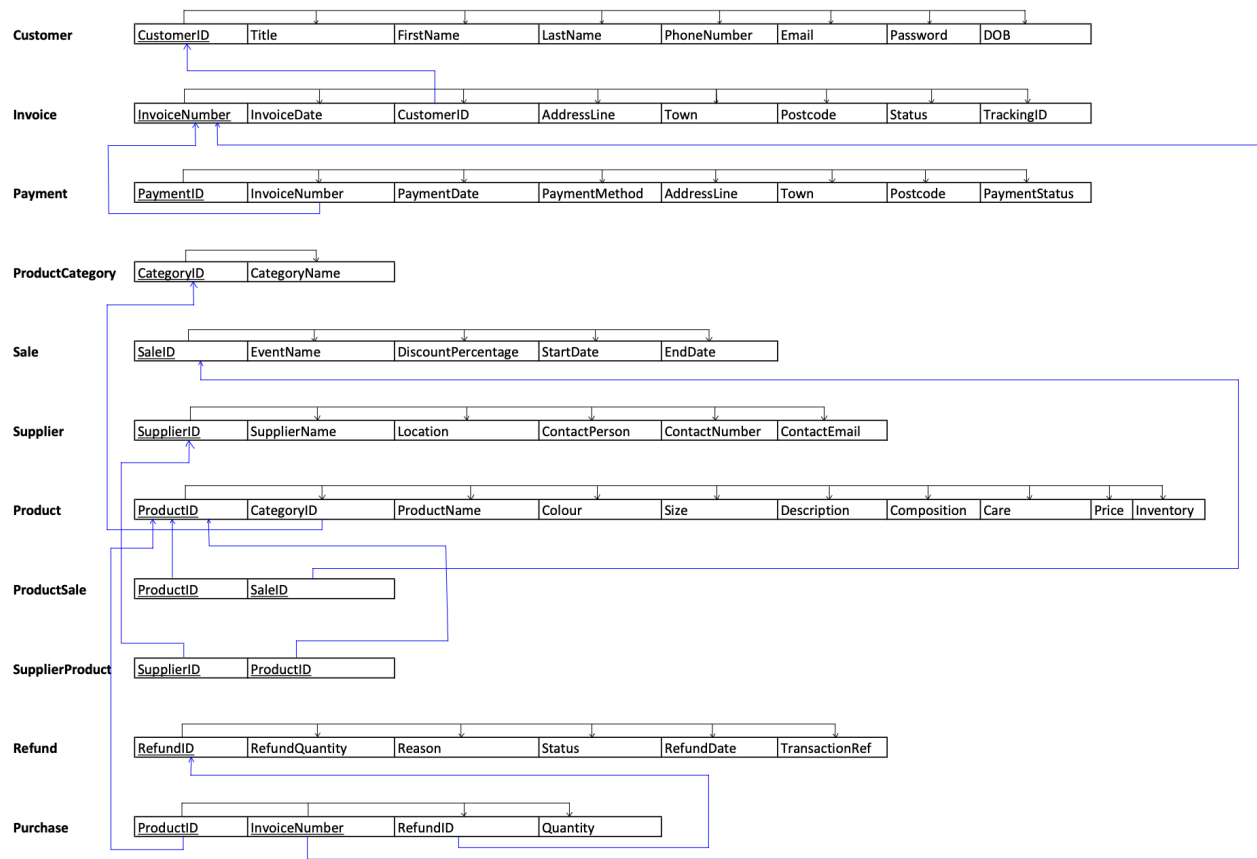 Customer CustomerID Title FirstName LastName PhoneNumber Email Password DOB
Invoice InvoiceNumber InvoiceDate CustomerID AddressLine Town Postcode Status TrackingID
Payment PaymentID InvoiceNumber PaymentDate PaymentMethod AddressLine Town Postcode PaymentStatus
ProductCategory CategoryID CategoryName
Sale SaleID EventName DiscountPercentage StartDate EndDate
Supplier SupplierID SupplierName Location ContactPerson ContactNumber ContactEmail
Product ProductID CategoryID ProductName Colour Size Description Composition Care Price Inventory
ProductSale ProductID SaleID
SupplierProduct SupplierID ProductID
Refund RefundID RefundQuantity Reason Status RefundDate TransactionRef
Purchase ProductID InvoiceNumber RefundID Quantity